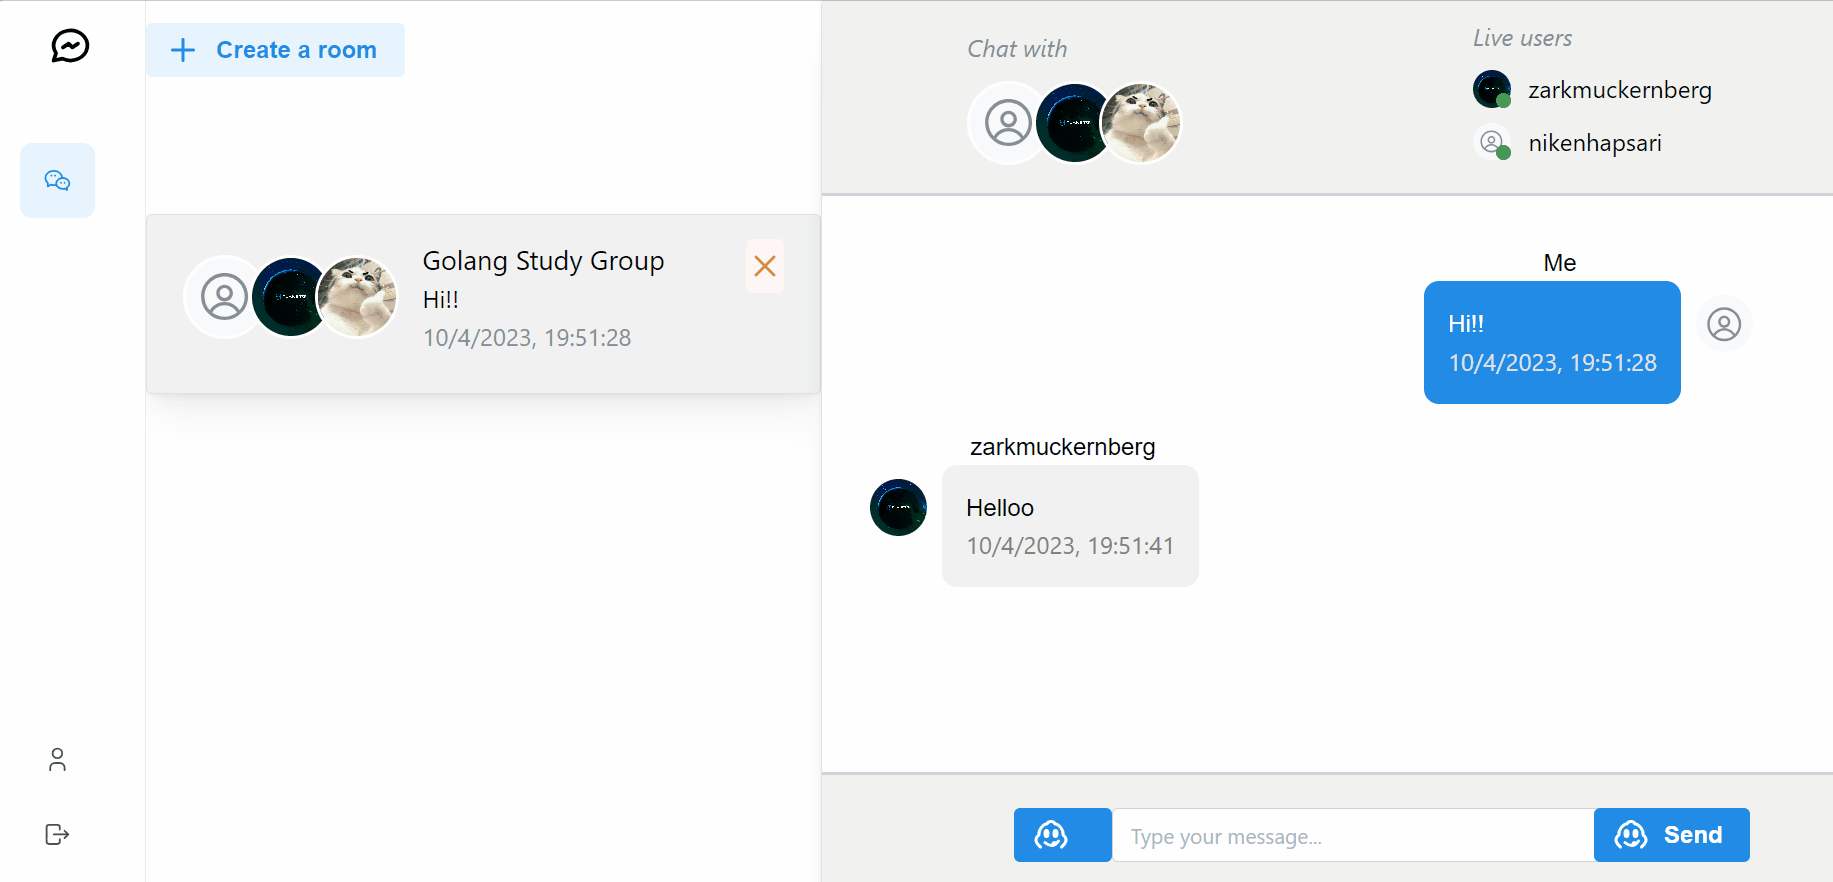 Create a room
Golang Study Group
Hi!!
10/4/2023, 19:51:28
Chat with
Live users
zarkmuckernberg
nikenhapsari
Me
Hi!!
10/4/2023, 19:51:28
zarkmuckernberg
Helloo
10/4/2023, 19:51:41
Type your message...
Send